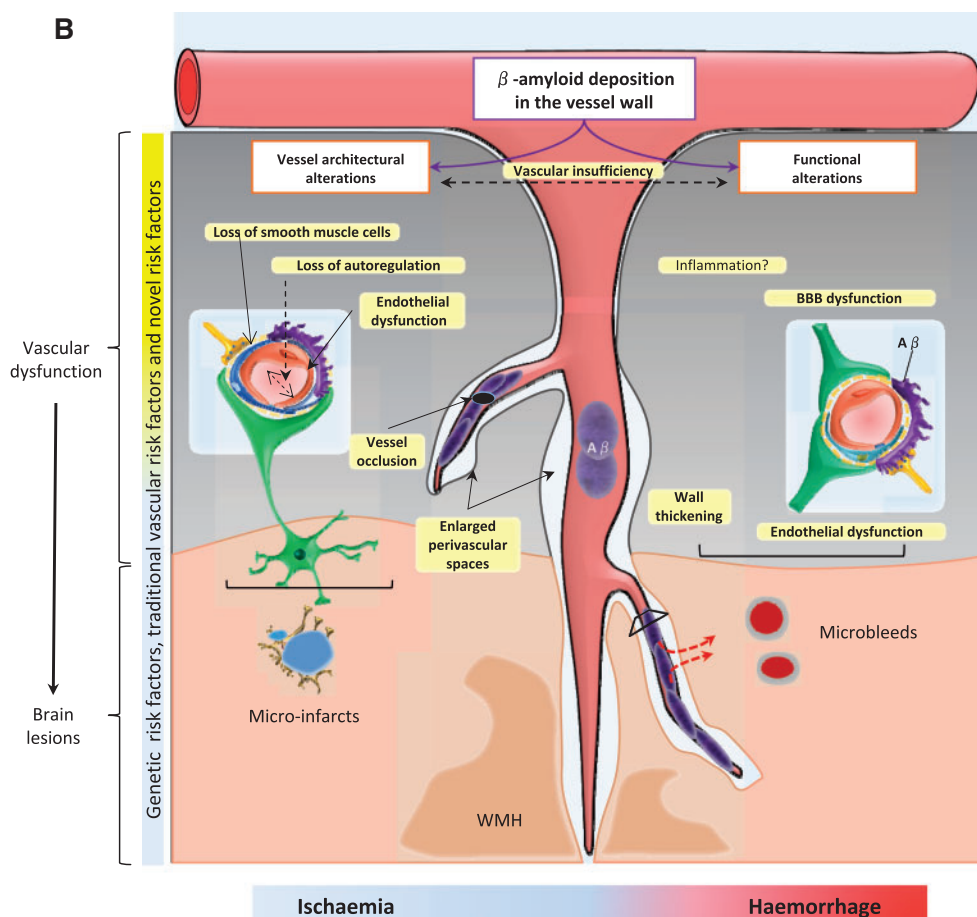 B
β -amyloid deposition
in the vessel wall
Vessel architectural
alterations
Vascular insufficiency
Functional
alterations
Loss of smooth muscle cells
Loss of autoregulation
Endothelial
dysfunction
Inflammation?
BBB dysfunction
A β
Vascular
dysfunction
Genetic risk factors, traditional vascular risk factors and novel risk factors
Vessel
occlusion
A β
Enlarged
perivascular
spaces
Wall
thickening
Endothelial dysfunction
Microbleeds
Micro-infarcts
Brain
lesions
WMH
Ischaemia
Haemorrhage